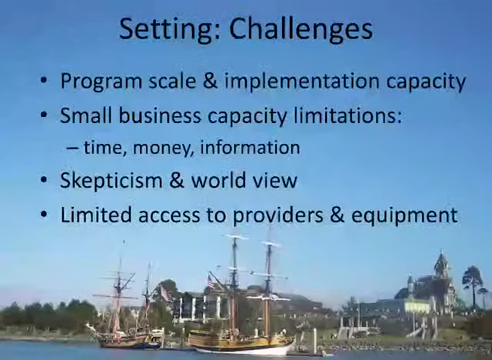 Setting: Challenges
• Program scale & implementation capacity
• Small business capacity limitations:
– time, money, information
• Skepticism & world view
• Limited access to providers & equipment